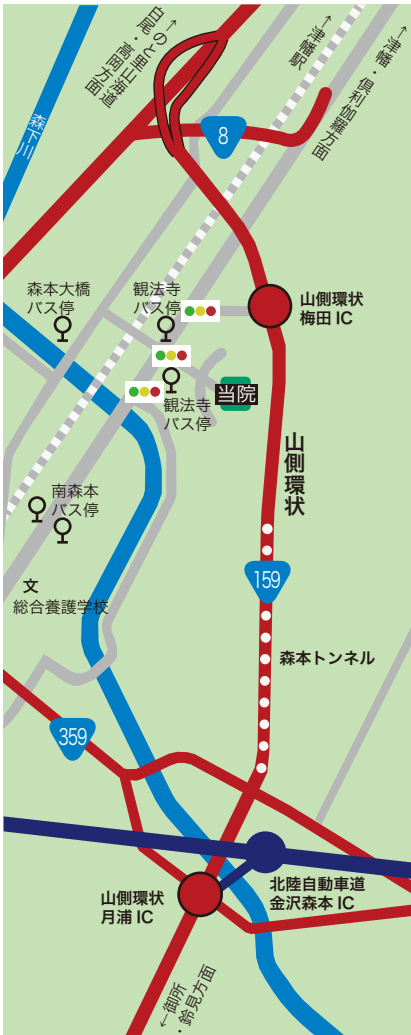 ←のと里山海道
白尾・高岡方面
←津幡駅
←津幡・倶利伽羅方面
森下川
8
森本大橋
バス停
観法寺
バス停
山側環状
梅田 IC
当院
観法寺
バス停
山側環状
南森本
バス停
159
文
総合養護学校
森本トンネル
359
北陸自動車道
金沢森本 IC
山側環状
月浦 IC
←御所
・鈴見方面